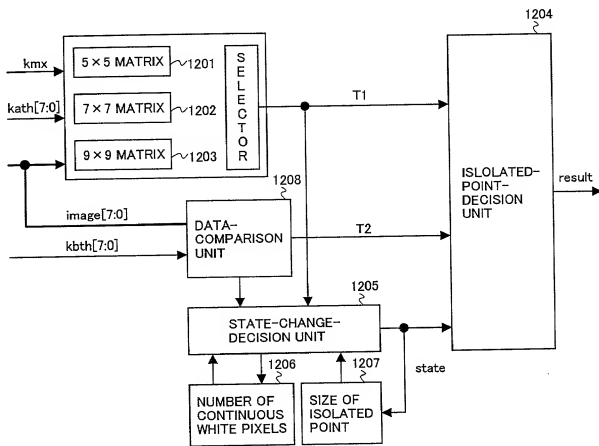 1204
kmx
5×5 MATRIX
1201
kath[7:0]
7×7 MATRIX
1202
9×9 MATRIX
1203
SELECTOR
T1
ISLOLATED-
POINT-
DECISION
UNIT
result
image[7:0]
1208
DATA-
COMPARISON
UNIT
T2
kbth[7:0]
1205
STATE-CHANGE-
DECISION UNIT
state
1206
NUMBER OF
CONTINUOUS
WHITE PIXELS
1207
SIZE OF
ISOLATED
POINT